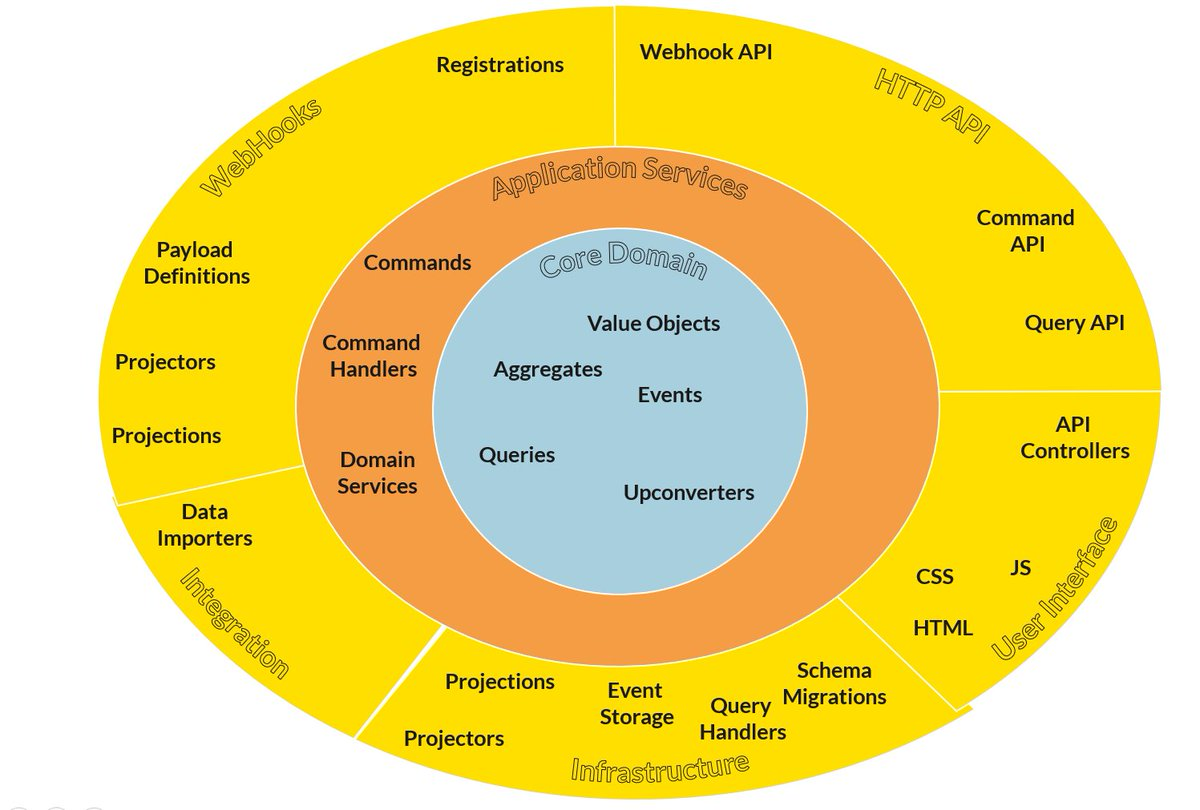 Registrations
Webhook API
HTTP API
WebHooks
Application Services
Command
API
Payload
Definitions
Commands
Core Domain
Value Objects
Query API
Command
Handlers
Projectors
Aggregates
Events
Projections
API
Controllers
Queries
Domain
Services
Upconverters
Data
Importers
Integration
CSS
JS
HTML
User Interface
Projections
Event
Storage
Schema
Migrations
Query
Handlers
Projectors
Infrastructure